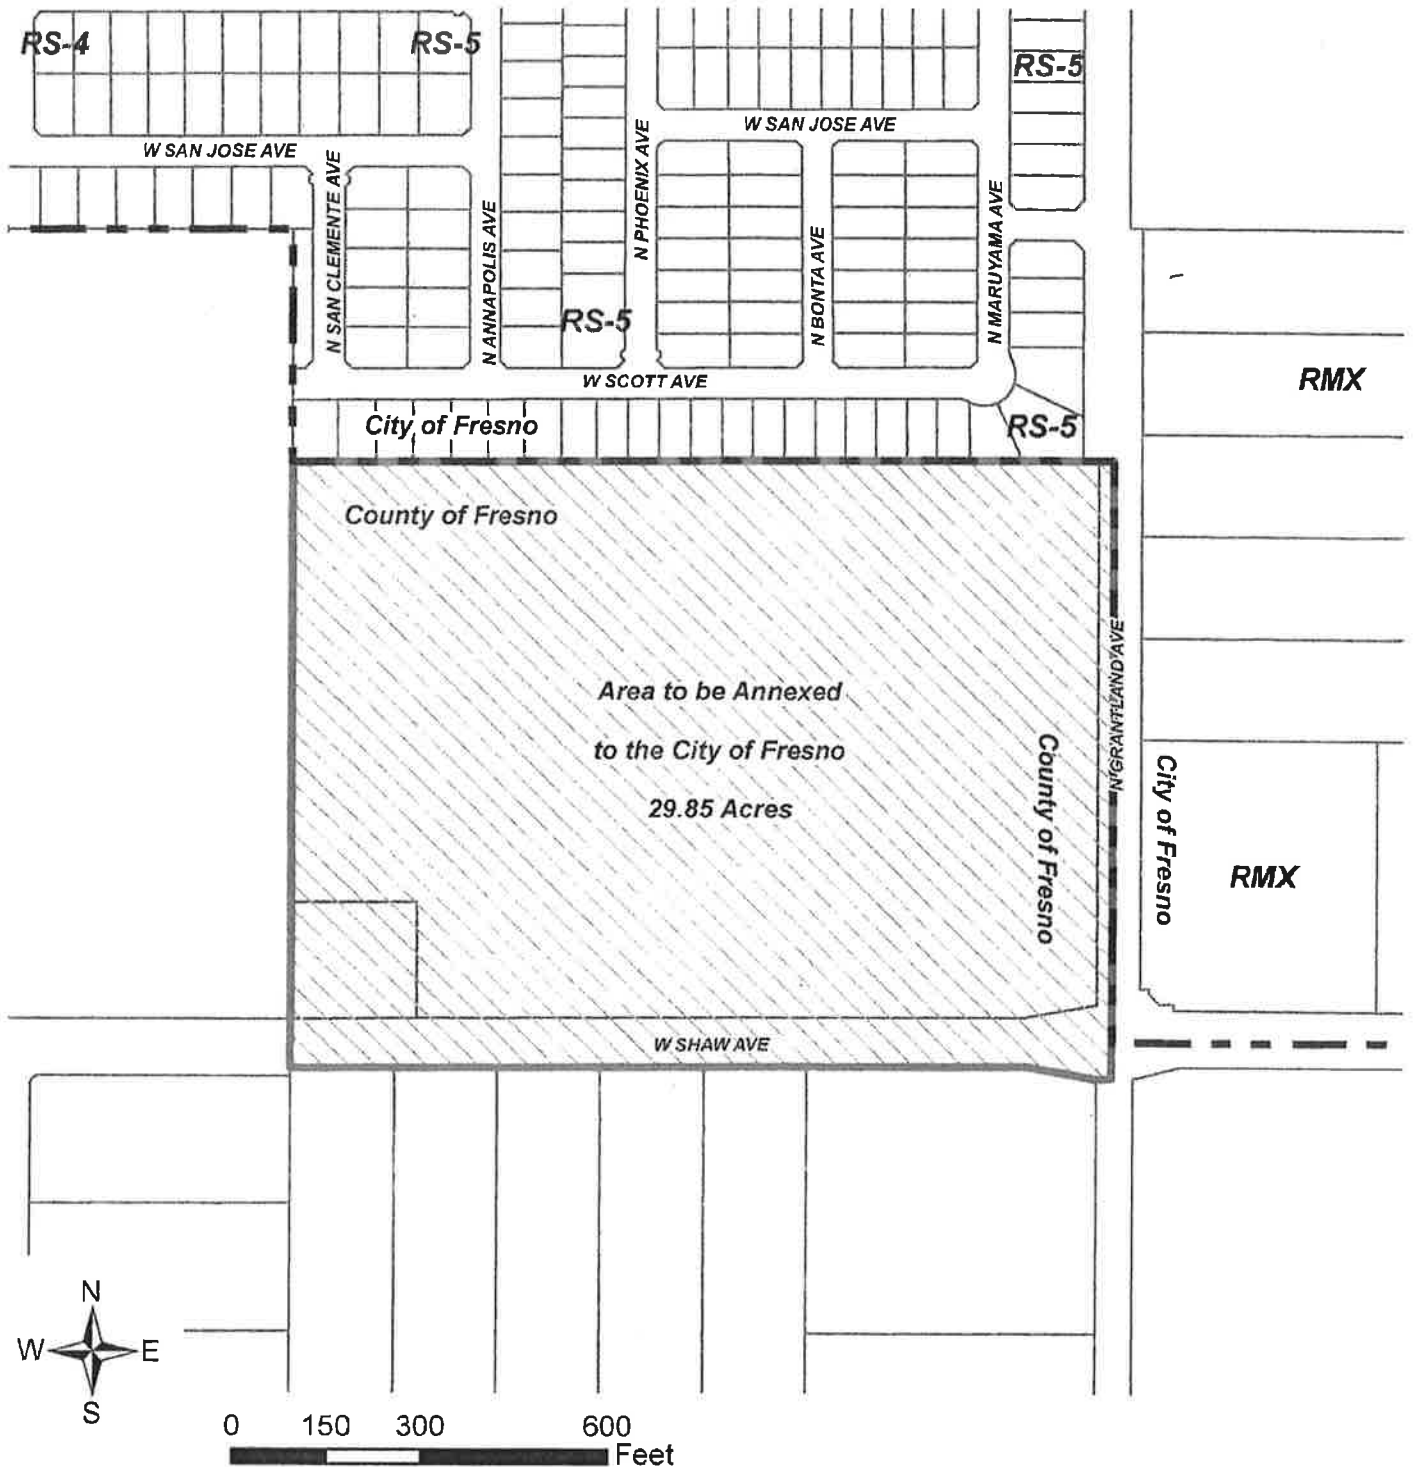 RS-4
RS-5
RS-5
W SAN JOSE AVE
W SAN JOSE AVE
N SAN CLEMENTE AVE
N ANNAPOLIS AVE
N PHOENIX AVE
N BONTA AVE
N MARUYAMA AVE
RS-5
W SCOTT AVE
RMX
City of Fresno
RS-5
County of Fresno
Area to be Annexed
to the City of Fresno
29.85 Acres
County of Fresno
N GRANTLAND AVE
City of Fresno
RMX
W SHAW AVE
N
W E
S
0 150 300 600
Feet